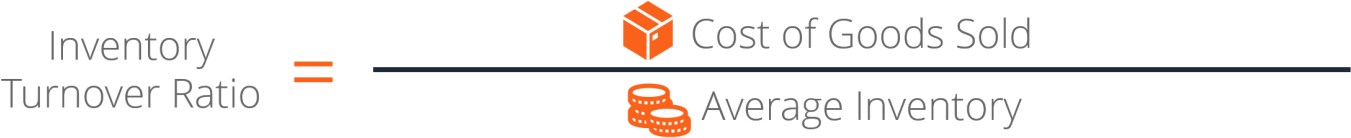 Inventory
Turnover Ratio
=
Cost of Goods Sold
Average Inventory